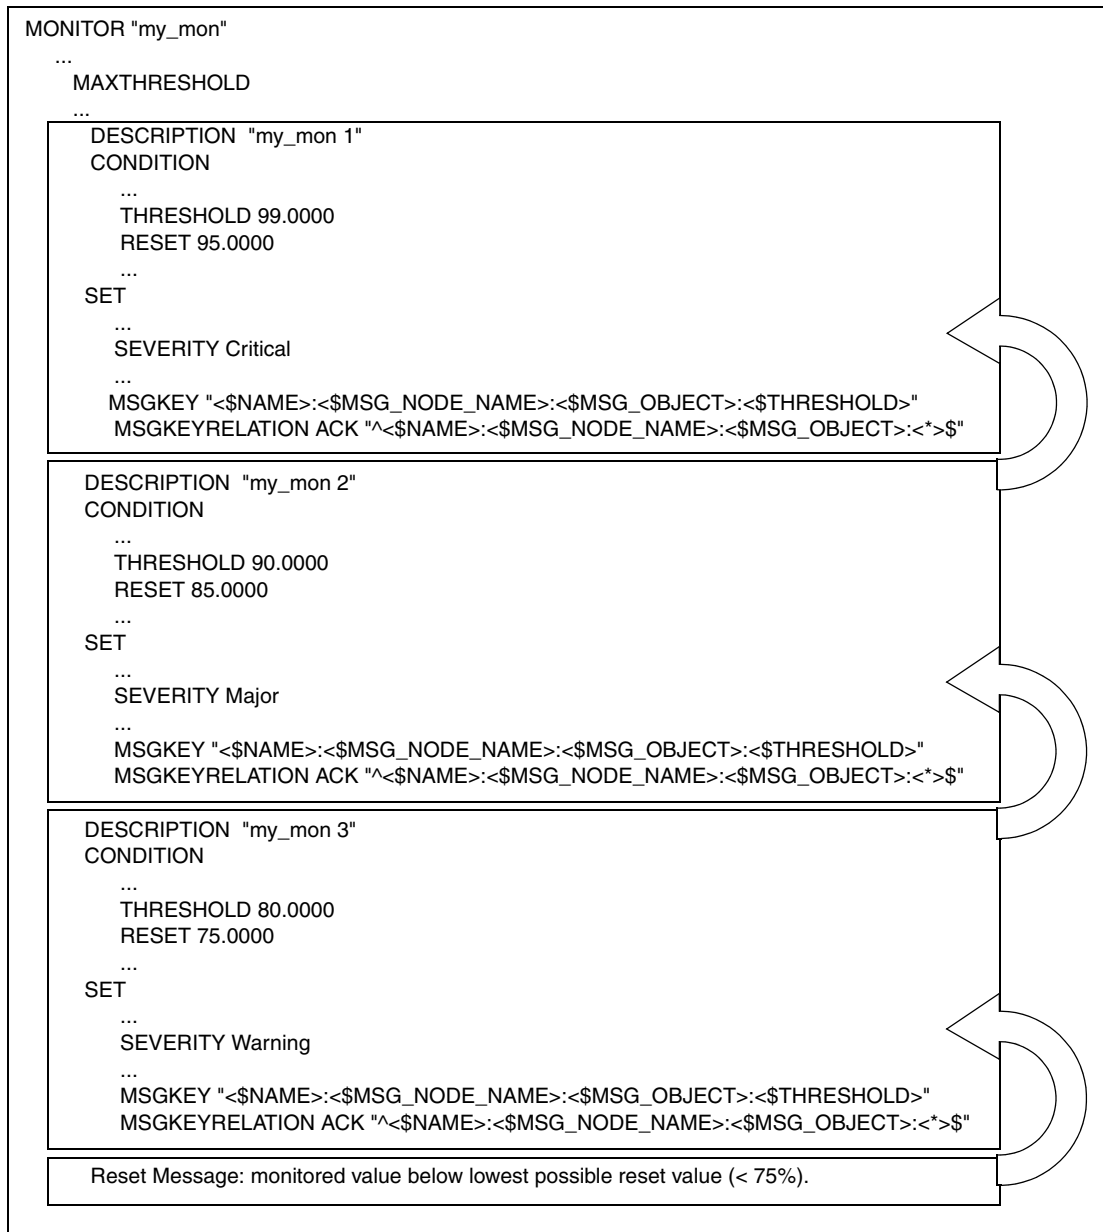 MONITOR "my_mon"
...
MAXTHRESHOLD
...
DESCRIPTION "my_mon 1"
CONDITION
...
THRESHOLD 99.0000
RESET 95.0000
...
SET
...
SEVERITY Critical
...
MSGKEY "<$NAME>:<$MSG_NODE_NAME>:<$MSG_OBJECT>:<$THRESHOLD>"
MSGKEYRELATION ACK "^<$NAME>:<$MSG_NODE_NAME>:<$MSG_OBJECT>:<*>$"
DESCRIPTION "my_mon 2"
CONDITION
...
THRESHOLD 90.0000
RESET 85.0000
...
SET
...
SEVERITY Major
...
MSGKEY "<$NAME>:<$MSG_NODE_NAME>:<$MSG_OBJECT>:<$THRESHOLD>"
MSGKEYRELATION ACK "^<$NAME>:<$MSG_NODE_NAME>:<$MSG_OBJECT>:<*>$"
DESCRIPTION "my_mon 3"
CONDITION
...
THRESHOLD 80.0000
RESET 75.0000
...
SET
...
SEVERITY Warning
...
MSGKEY "<$NAME>:<$MSG_NODE_NAME>:<$MSG_OBJECT>:<$THRESHOLD>"
MSGKEYRELATION ACK "^<$NAME>:<$MSG_NODE_NAME>:<$MSG_OBJECT>:<*>$"
Reset Message: monitored value below lowest possible reset value (< 75%).